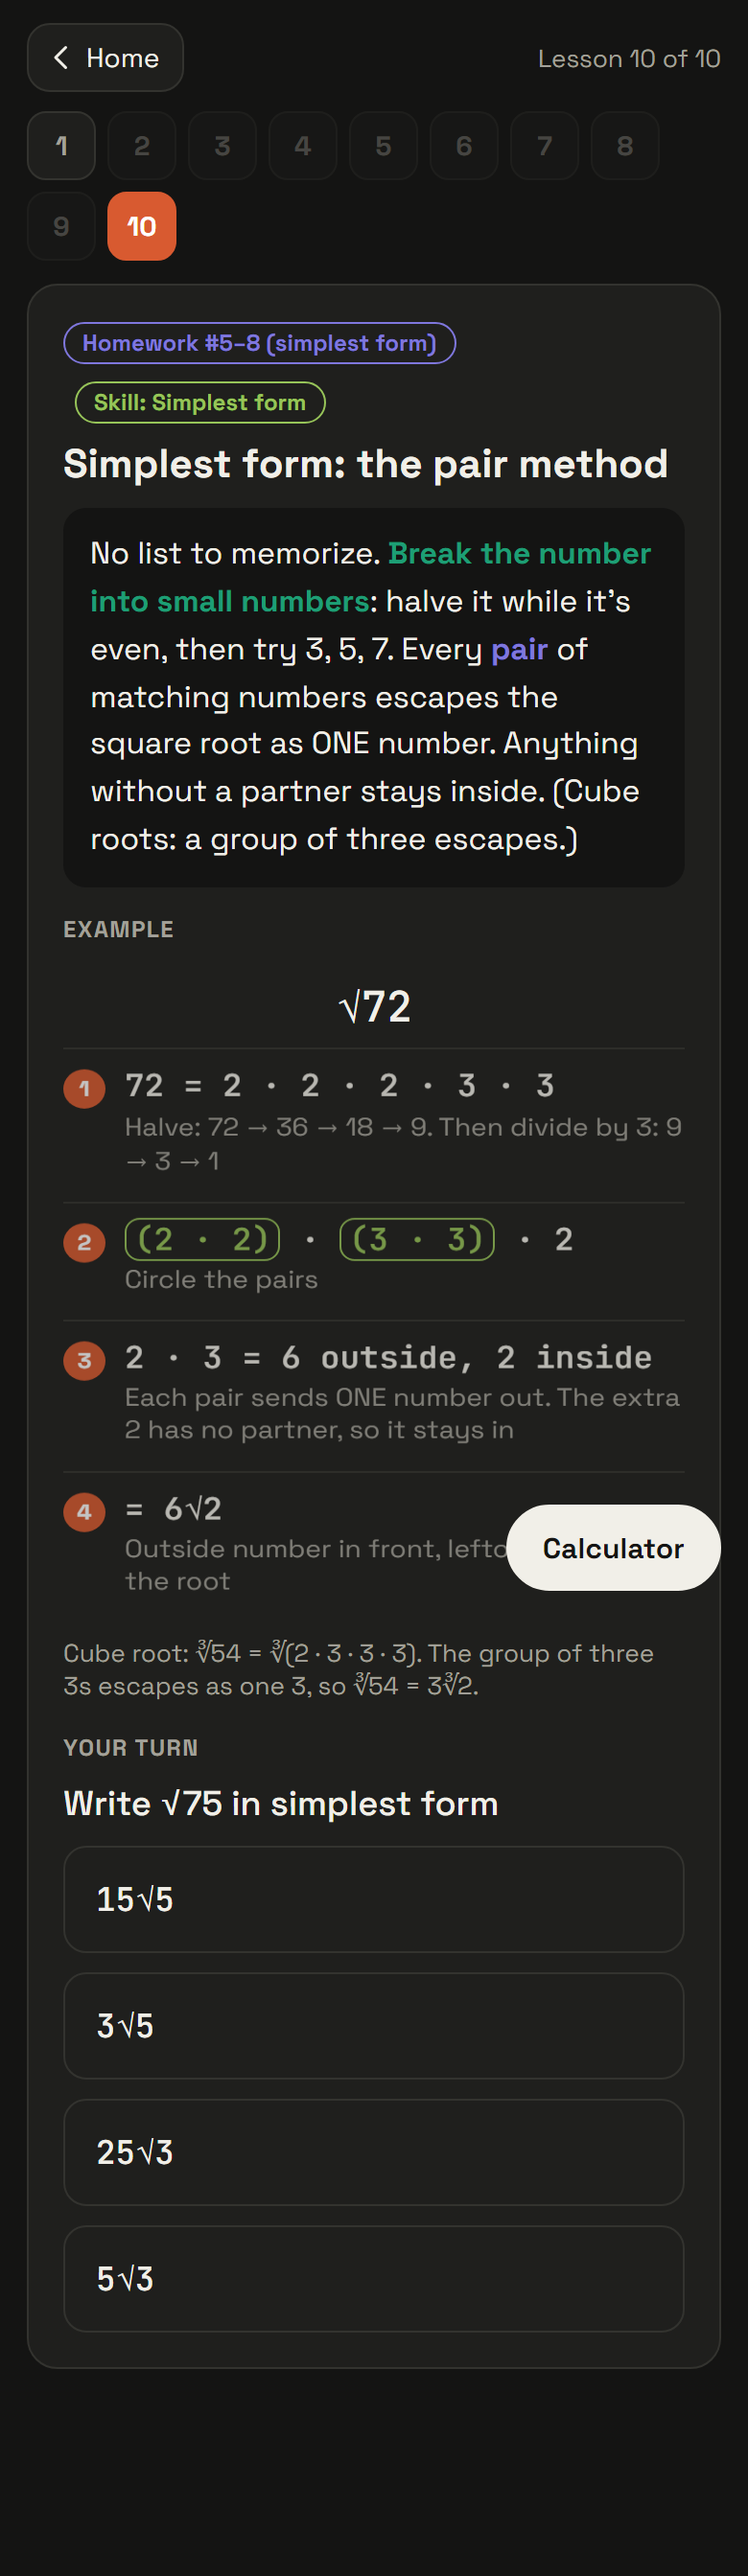 Home
Lesson 10 of 10
1 2 3 4 5 6 7 8
9 10
Homework #5–8 (simplest form)
Skill: Simplest form
Simplest form: the pair method
No list to memorize. Break the number
into small numbers: halve it while it's
even, then try 3, 5, 7. Every pair of
matching numbers escapes the
square root as ONE number. Anything
without a partner stays inside. (Cube
roots: a group of three escapes.)
EXAMPLE
√72
1 72 = 2 · 2 · 2 · 3 · 3
Halve: 72 → 36 → 18 → 9. Then divide by 3: 9
→ 3 → 1
2 (2 · 2) · (3 · 3) · 2
Circle the pairs
3 2 · 3 = 6 outside, 2 inside
Each pair sends ONE number out. The extra
2 has no partner, so it stays in
4 = 6√2
Outside number in front,
the root
Calculator
Cube root: ∛54 = ∛(2 · 3 · 3 · 3). The group of three
3s escapes as one 3, so ∛54 = 3∛2.
YOUR TURN
Write √75 in simplest form
15√5
3√5
25√3
5√3